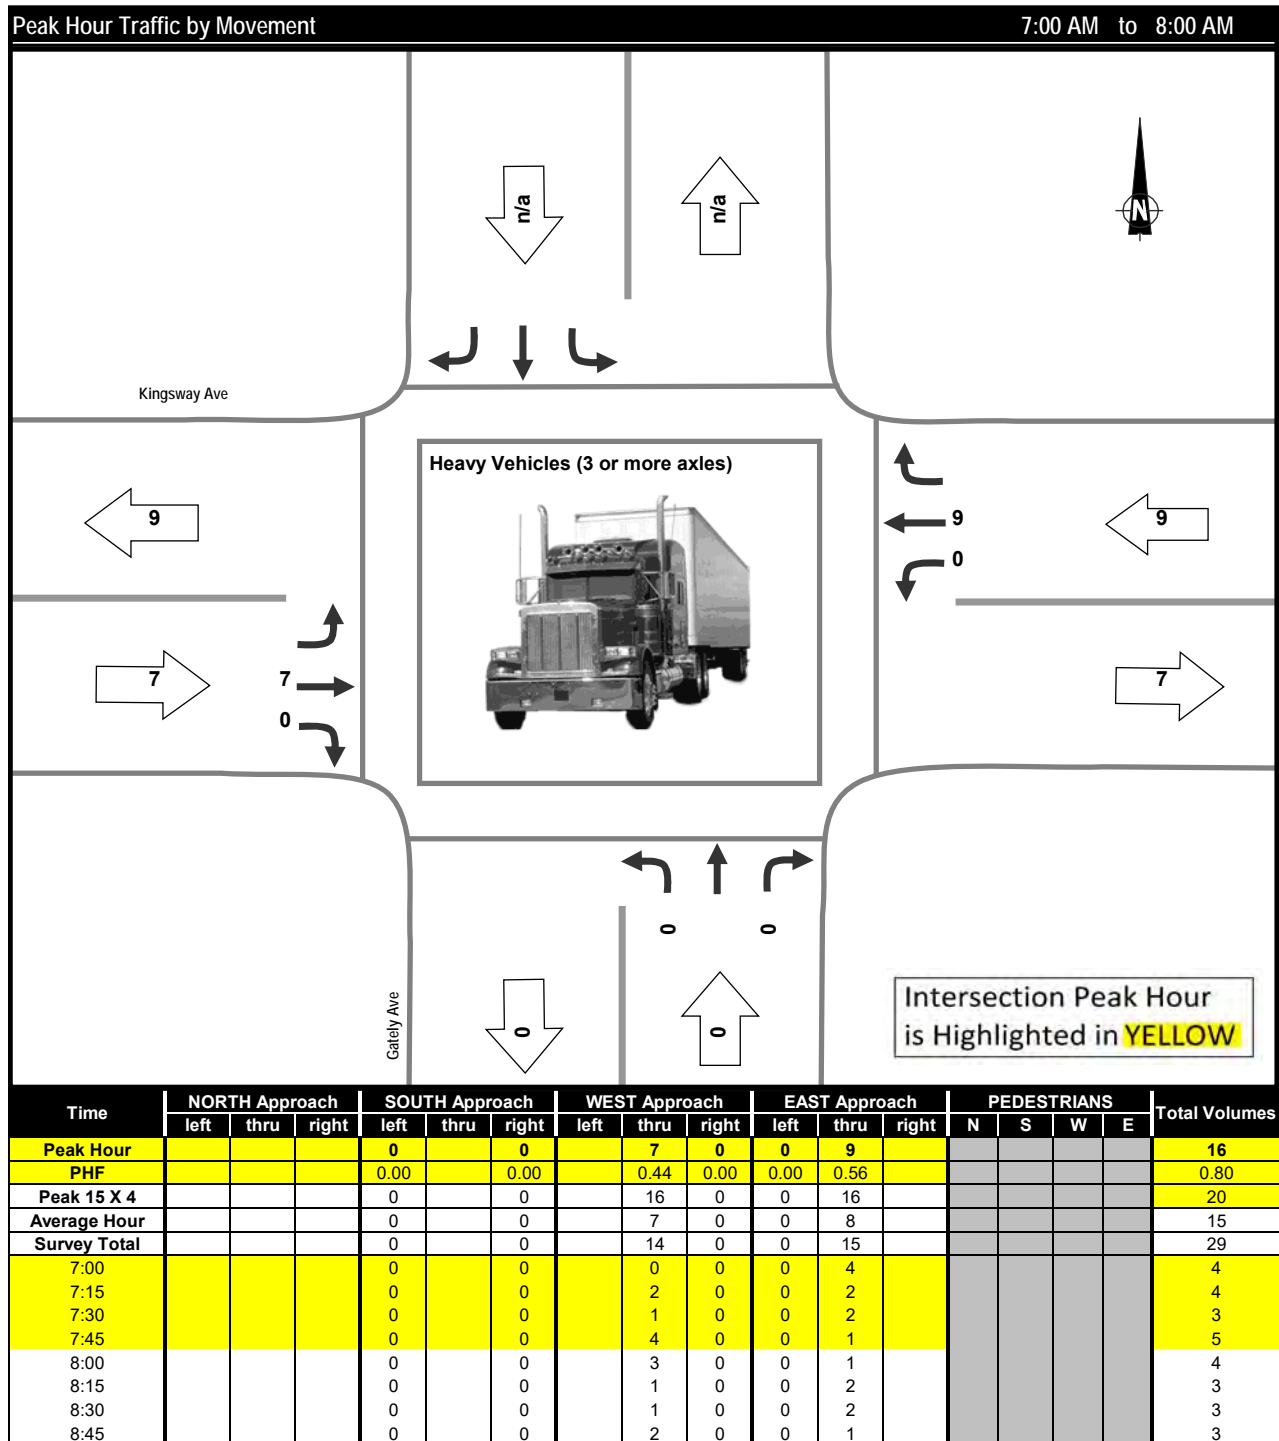 Peak Hour Traffic by Movement 7:00 AM to 8:00 AM
n/a n/a
N
Kingsway Ave
Heavy Vehicles (3 or more axles)
9 9 9
0
7 7 7
0
0 0
Gately Ave
0 0
Intersection Peak Hour
is Highlighted in YELLOW
Time NORTH Approach SOUTH Approach WEST Approach EAST Approach PEDESTRIANS Total Volumes
left thru right left thru right left thru right left thru right N S W E
Peak Hour 0 0 7 0 0 9 16
PHF 0.00 0.00 0.44 0.00 0.00 0.56 0.80
Peak 15 X 4 0 0 16 0 0 16 20
Average Hour 0 0 7 0 0 8 15
Survey Total 0 0 14 0 0 15 29
7:00 0 0 0 0 0 4 4
7:15 0 0 2 0 0 2 4
7:30 0 0 1 0 0 2 3
7:45 0 0 4 0 0 1 5
8:00 0 0 3 0 0 1 4
8:15 0 0 1 0 0 2 3
8:30 0 0 1 0 0 2 3
8:45 0 0 2 0 0 1 3